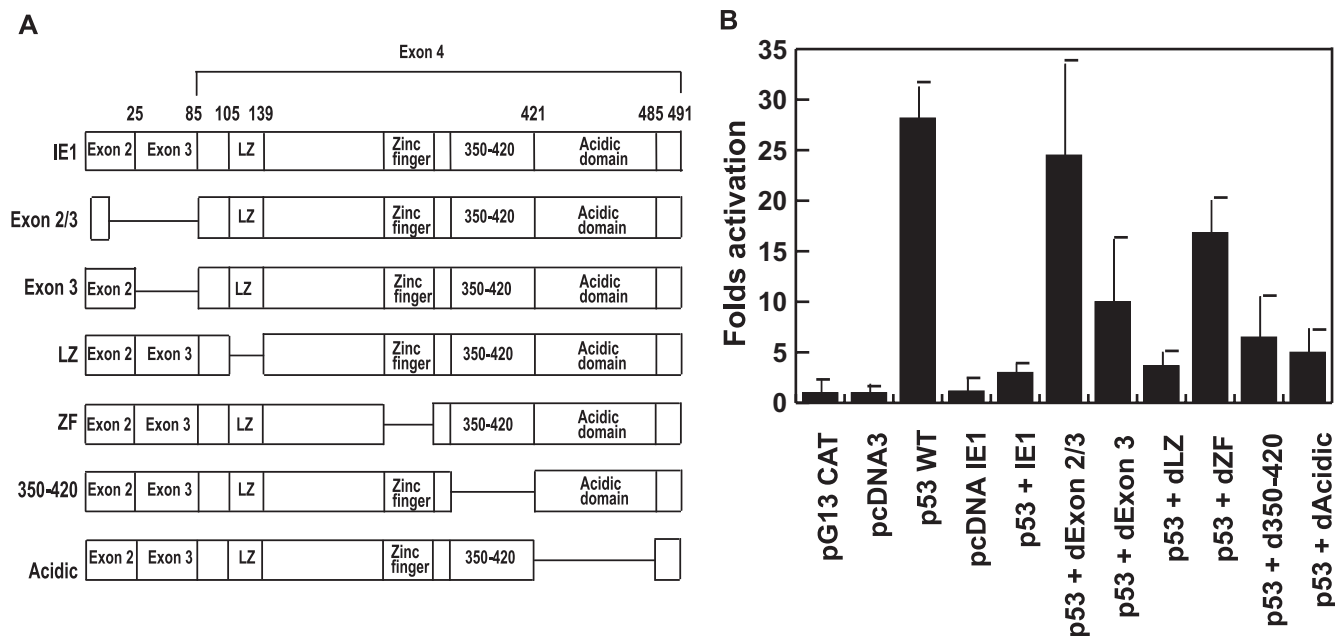 A
Exon 4
25 85 105 139 421 485 491
IE1 Exon 2 Exon 3 LZ Zinc finger 350-420 Acidic domain
Exon 2/3 LZ Zinc finger 350-420 Acidic domain
Exon 3 Exon 2 LZ Zinc finger 350-420 Acidic domain
LZ Exon 2 Exon 3 Zinc finger 350-420 Acidic domain
ZF Exon 2 Exon 3 LZ 350-420 Acidic domain
350-420 Exon 2 Exon 3 LZ Zinc finger Acidic domain
Acidic Exon 2 Exon 3 LZ Zinc finger 350-420
B
Folds activation
35
30
25
20
15
10
5
0
pG13 CAT
pcDNA3
p53 WT
pcDNA IE1
p53 + IE1
p53 + dExon 2/3
p53 + dExon 3
p53 + dLZ
p53 + dZF
p53 + d350-420
p53 + dAcidic